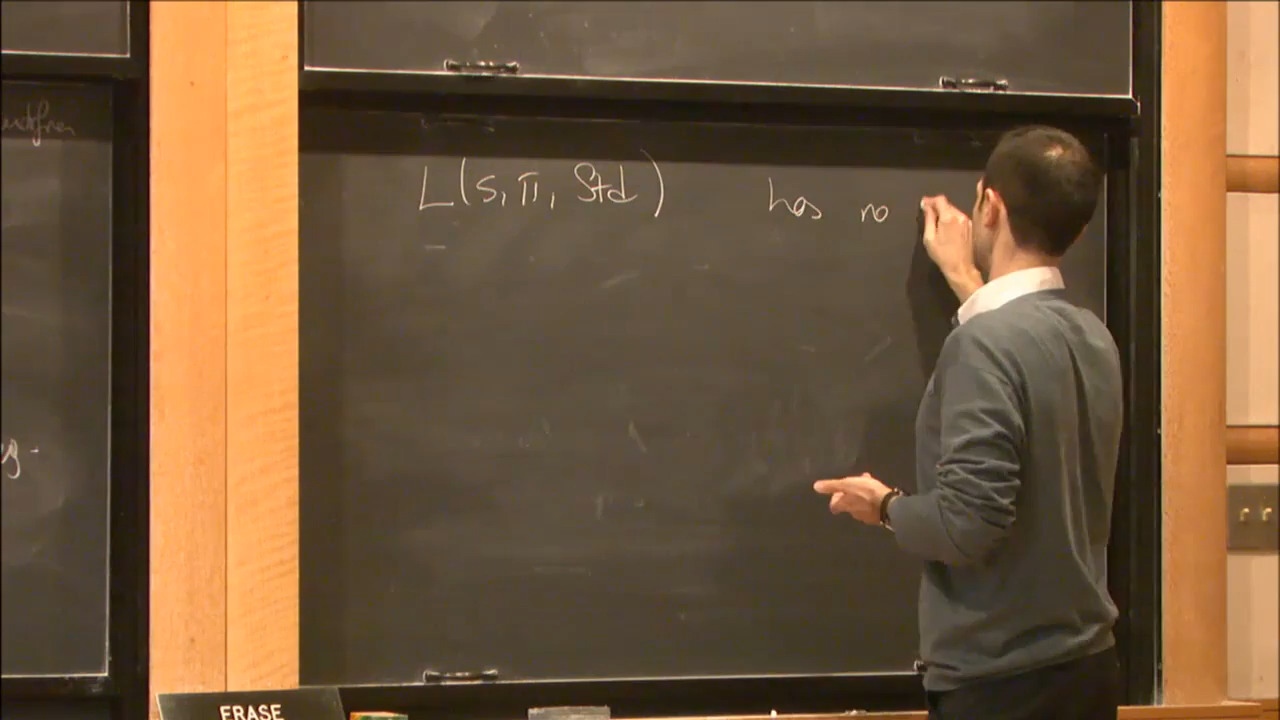 L(s, π, Std) has no
ERASE